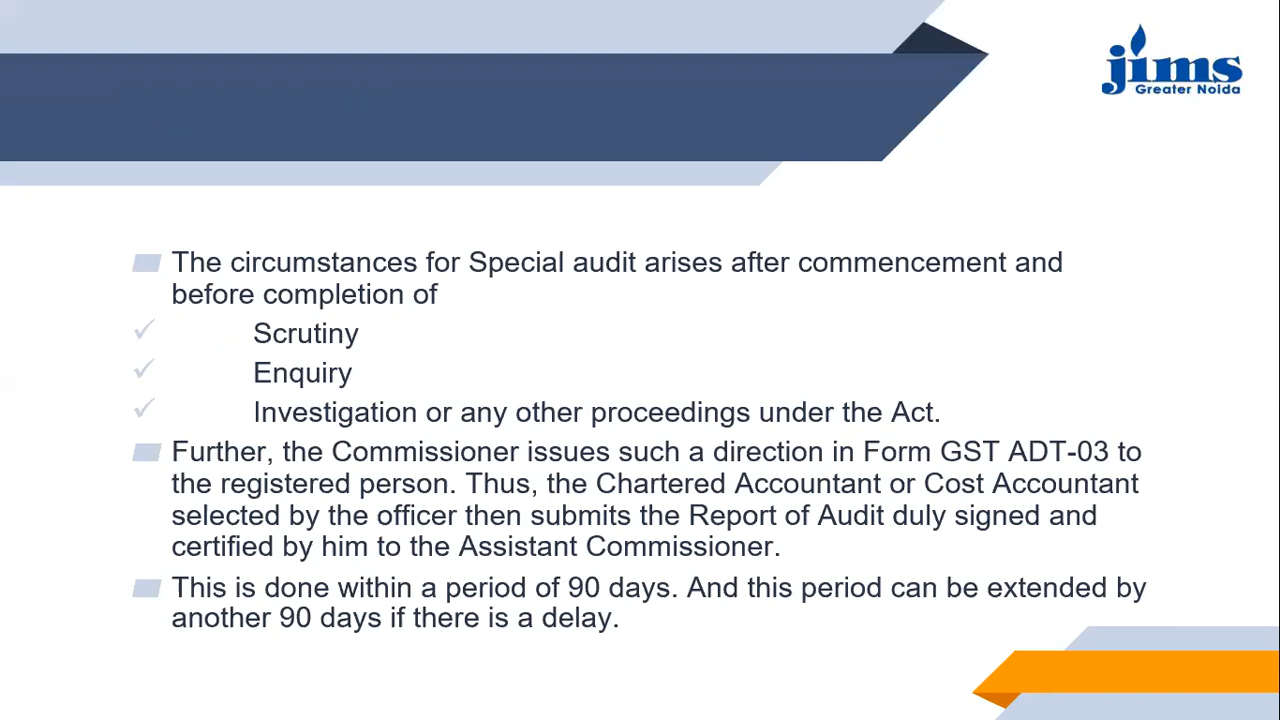 jims
Greater Noida
The circumstances for Special audit arises after commencement and
before completion of
Scrutiny
Enquiry
Investigation or any other proceedings under the Act.
Further, the Commissioner issues such a direction in Form GST ADT-03 to
the registered person. Thus, the Chartered Accountant or Cost Accountant
selected by the officer then submits the Report of Audit duly signed and
certified by him to the Assistant Commissioner.
This is done within a period of 90 days. And this period can be extended by
another 90 days if there is a delay.